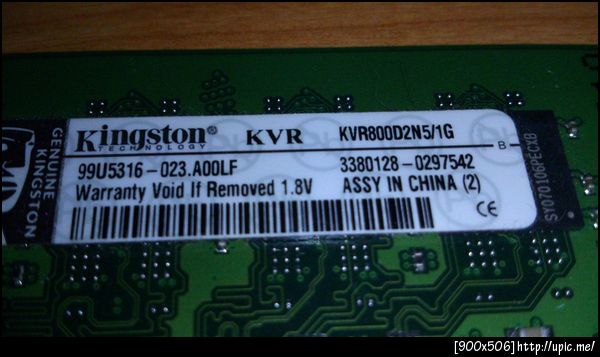 Kingston® KVR KVR800D2N5/1G
TECHNOLOGY
99U5316-023.A00LF 3380128-0297542
Warranty Void If Removed 1.8V ASSY IN CHINA (2)
CE
B
GENUINE
KINGSTON
SY070106PECXB
[900x506]http://upic.me/